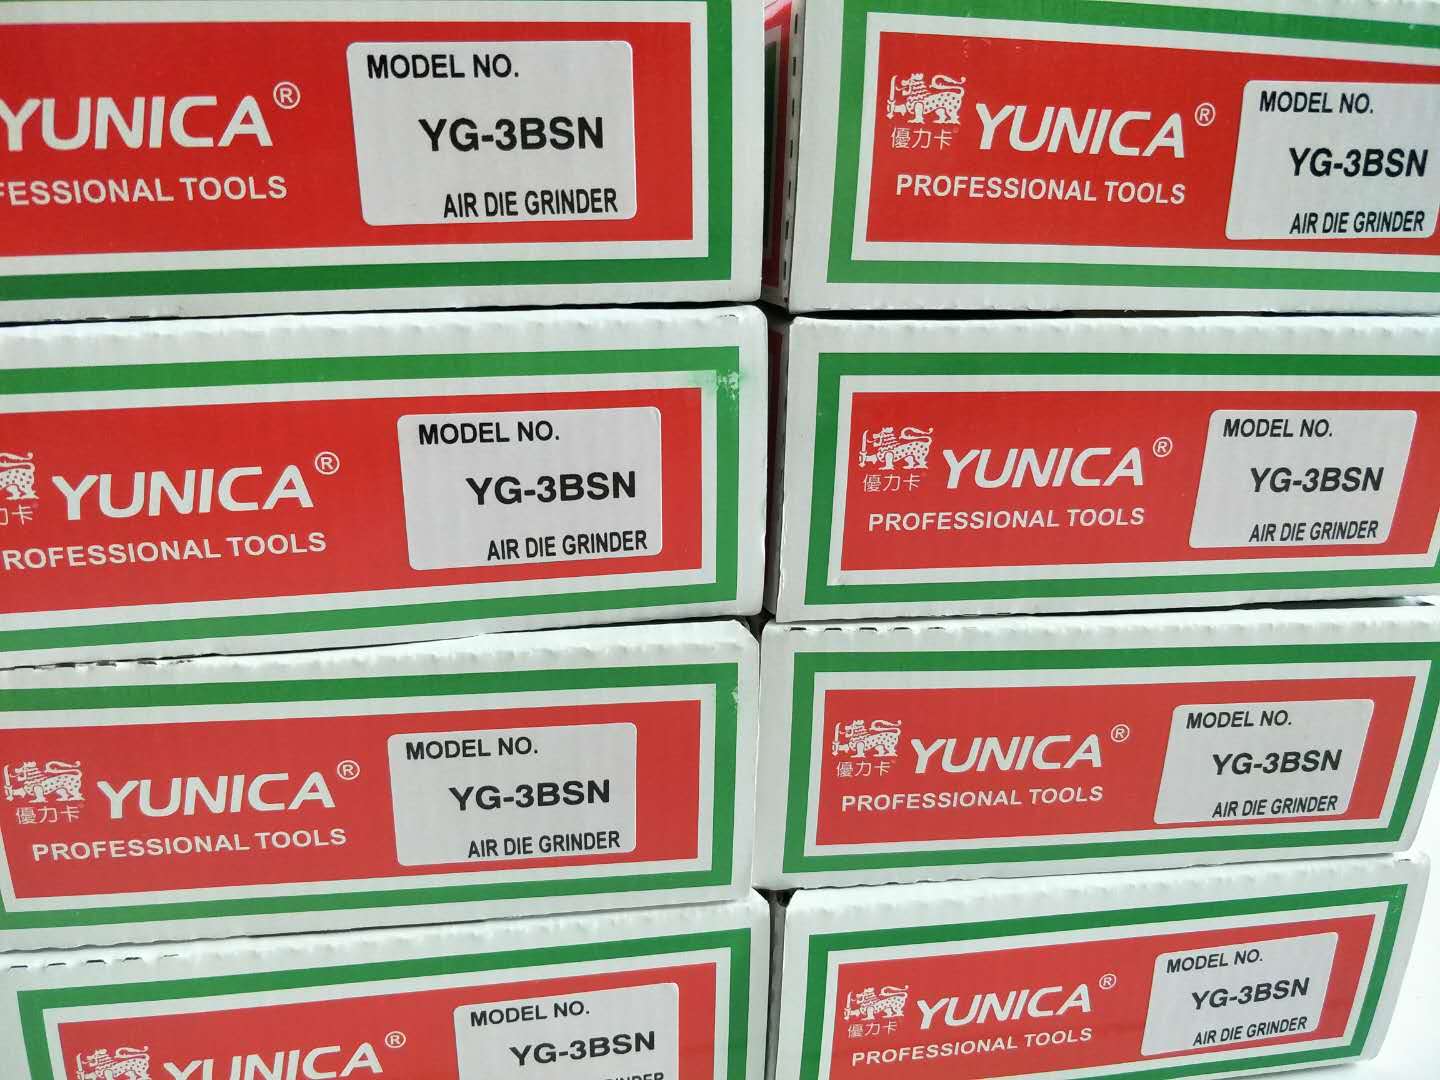 YUNICA®
FESSIONAL TOOLS
MODEL NO.
YG-3BSN
AIR DIE GRINDER
優力卡® YUNICA®
PROFESSIONAL TOOLS
MODEL NO.
YG-3BSN
AIR DIE GRINDER
力卡® YUNICA®
ROFESSIONAL TOOLS
MODEL NO.
YG-3BSN
AIR DIE GRINDER
優力卡® YUNICA®
PROFESSIONAL TOOLS
MODEL NO.
YG-3BSN
AIR DIE GRINDER
優力卡® YUNICA®
PROFESSIONAL TOOLS
MODEL NO.
YG-3BSN
AIR DIE GRINDER
優力卡® YUNICA®
PROFESSIONAL TOOLS
MODEL NO.
YG-3BSN
AIR DIE GRINDER
YUNICA®
MODEL NO.
YG-3BSN
GRINDER
優力卡® YUNICA®
PROFESSIONAL TOOLS
MODEL NO.
YG-3BSN
AIR DIE GRINDER